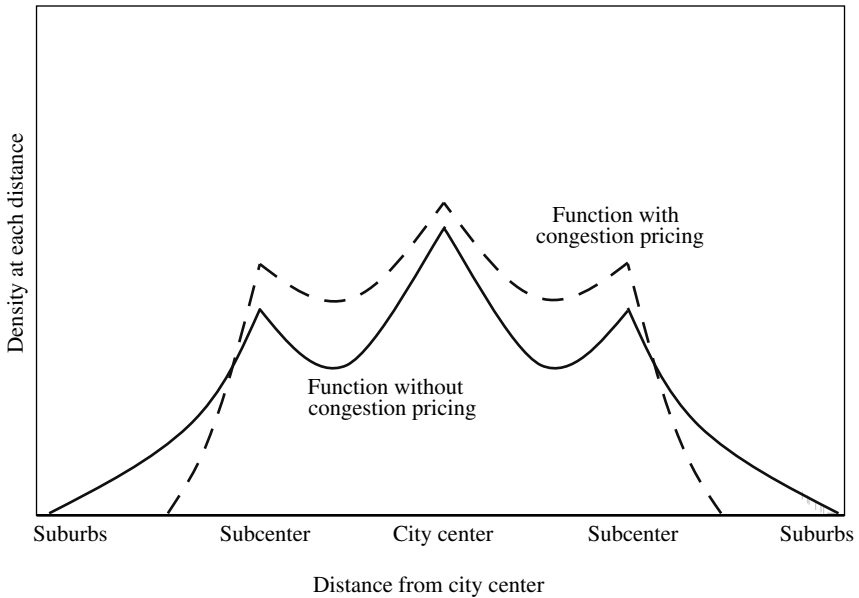 Density at each distance
Function with
congestion pricing
Function without
congestion pricing
Suburbs Subcenter City center Subcenter Suburbs
Distance from city center